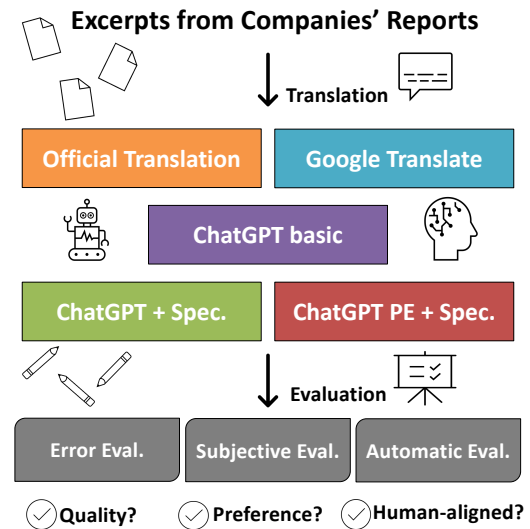 Excerpts from Companies' Reports
Translation
Official Translation
Google Translate
ChatGPT basic
ChatGPT + Spec.
ChatGPT PE + Spec.
Evaluation
Error Eval.
Subjective Eval.
Automatic Eval.
Quality?
Preference?
Human-aligned?